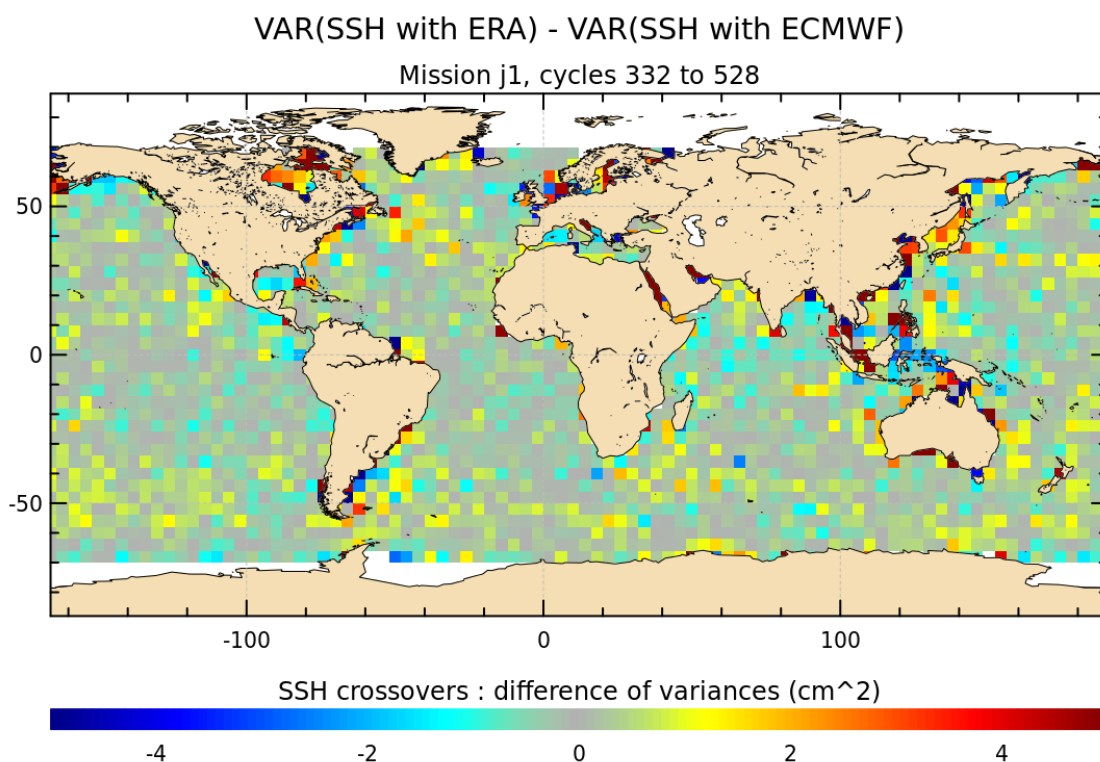 VAR(SSH with ERA) - VAR(SSH with ECMWF)
Mission j1, cycles 332 to 528
50
0
-50
-100 0 100
SSH crossovers : difference of variances (cm^2)
-4 -2 0 2 4